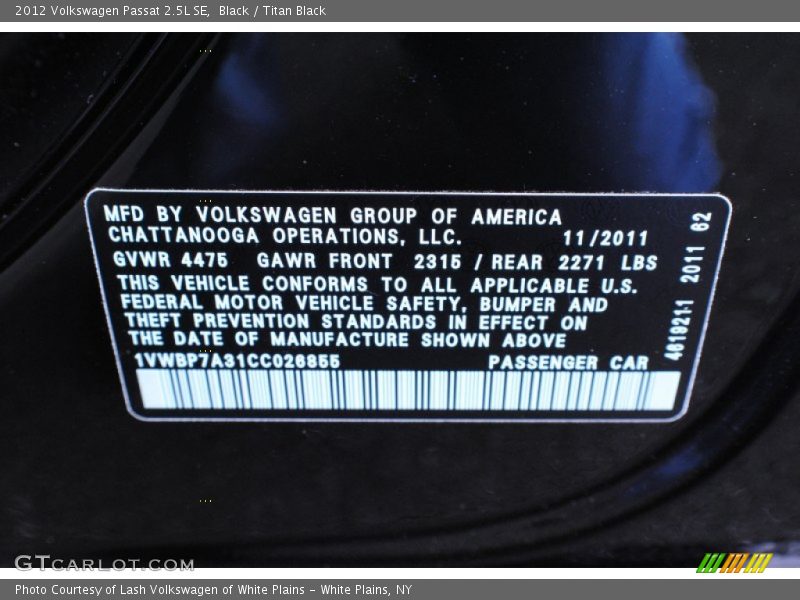 2012 Volkswagen Passat 2.5L SE, Black / Titan Black
MFD BY VOLKSWAGEN GROUP OF AMERICA
CHATTANOOGA OPERATIONS, LLC. 11/2011
GVWR 4475 GAWR FRONT 2315 / REAR 2271 LBS
THIS VEHICLE CONFORMS TO ALL APPLICABLE U.S.
FEDERAL MOTOR VEHICLE SAFETY, BUMPER AND
THEFT PREVENTION STANDARDS IN EFFECT ON
THE DATE OF MANUFACTURE SHOWN ABOVE
1VWBP7A31CC026855 PASSENGER CAR
461921.1 2011 62
GTCARLOT.COM
Photo Courtesy of Lash Volkswagen of White Plains - White Plains, NY